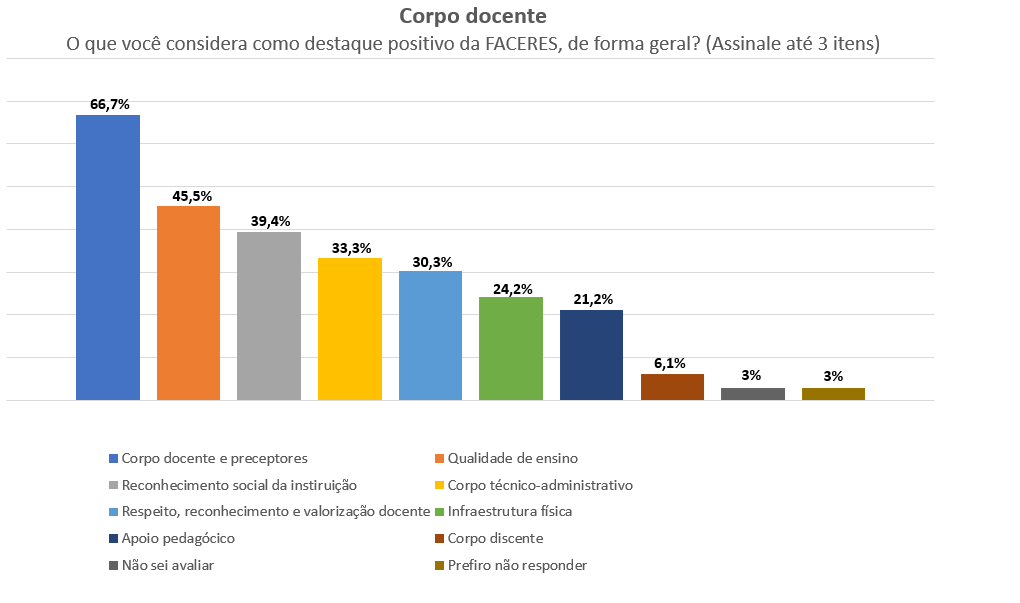 Corpo docente
O que você considera como destaque positivo da FACERES, de forma geral? (Assinale até 3 itens)
66,7%
45,5%
39,4%
33,3%
30,3%
24,2%
21,2%
6,1%
3%
3%
Corpo docente e preceptores
Qualidade de ensino
Reconhecimento social da instiruição
Corpo técnico-administrativo
Respeito, reconhecimento e valorização docente
Infraestrutura física
Apoio pedagócico
Corpo discente
Não sei avaliar
Prefiro não responder